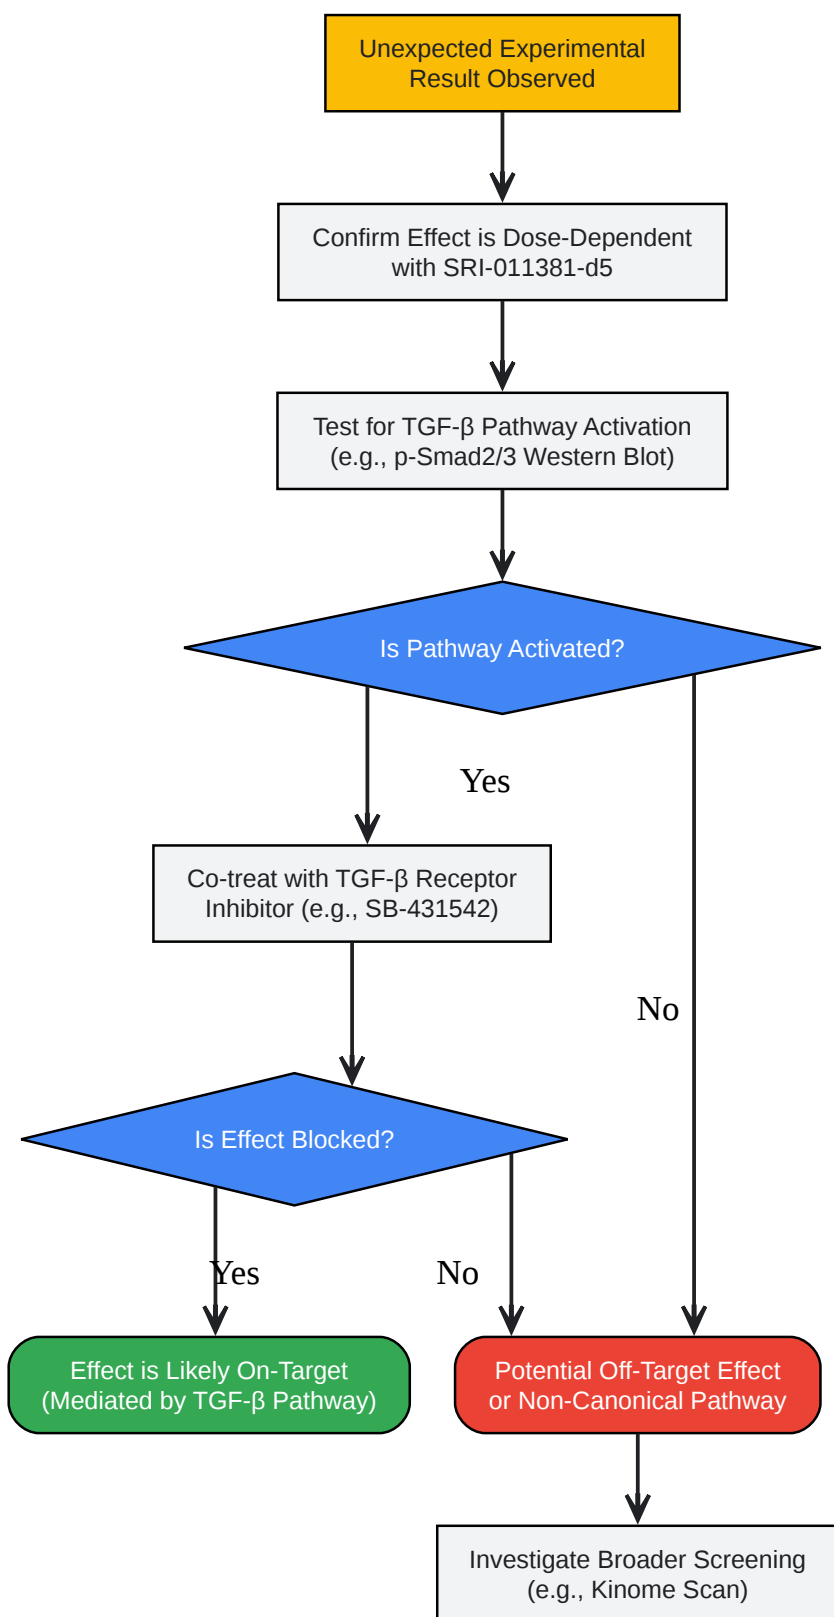 Unexpected Experimental
Result Observed
Confirm Effect is Dose-Dependent
with SRI-011381-d5
Test for TGF-β Pathway Activation
(e.g., p-Smad2/3 Western Blot)
Is Pathway Activated?
Yes
Co-treat with TGF-β Receptor
Inhibitor (e.g., SB-431542)
No
Is Effect Blocked?
Yes
No
Effect is Likely On-Target
(Mediated by TGF-β Pathway)
Potential Off-Target Effect
or Non-Canonical Pathway
Investigate Broader Screening
(e.g., Kinome Scan)